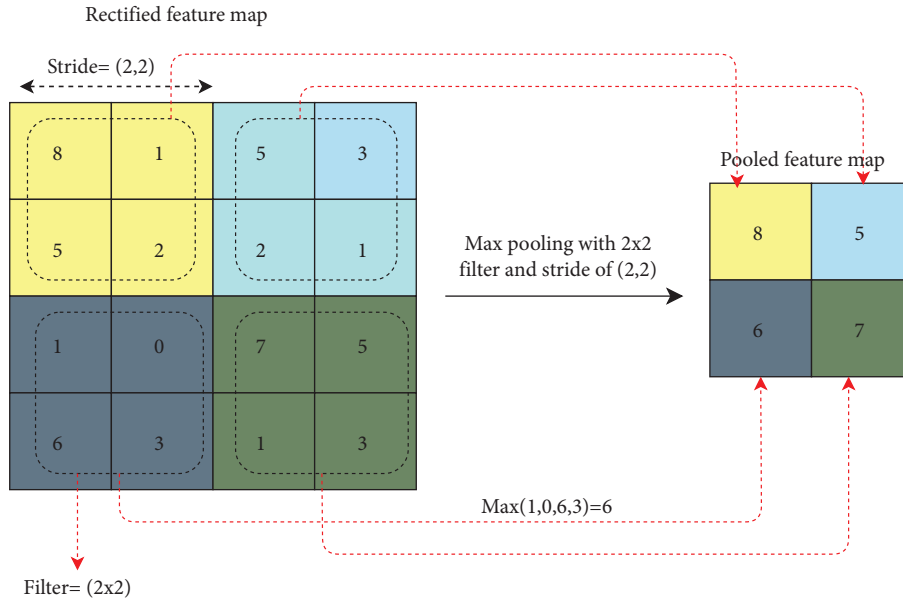 Rectified feature map
Stride= (2,2)
8 1 5 3
5 2 2 1
1 0 7 5
6 3 1 3
Max pooling with 2x2
filter and stride of (2,2)
Pooled feature map
8 5
6 7
Max(1,0,6,3)=6
Filter= (2x2)